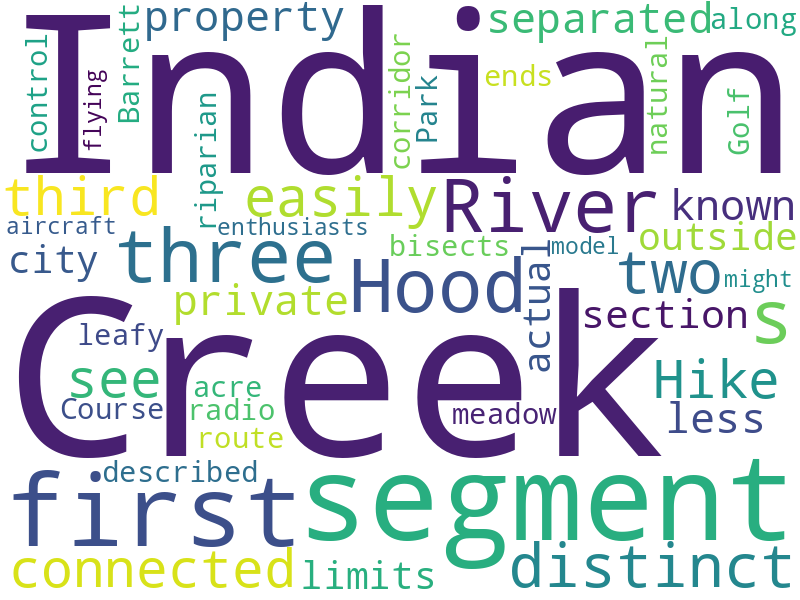 Indian
property
separated
along
control
flying
Barrett
riparian
corridor
Park
ends
natural
Golf
third
easily
River
known
aircraft
enthusiasts
city
three
bisects
model
outside
private
Hood
actual
two
might
Creek
leafy
section
s
see
acre
Hike
Course
radio
meadow
less
route
described
first
segment
connected
limits
distinct